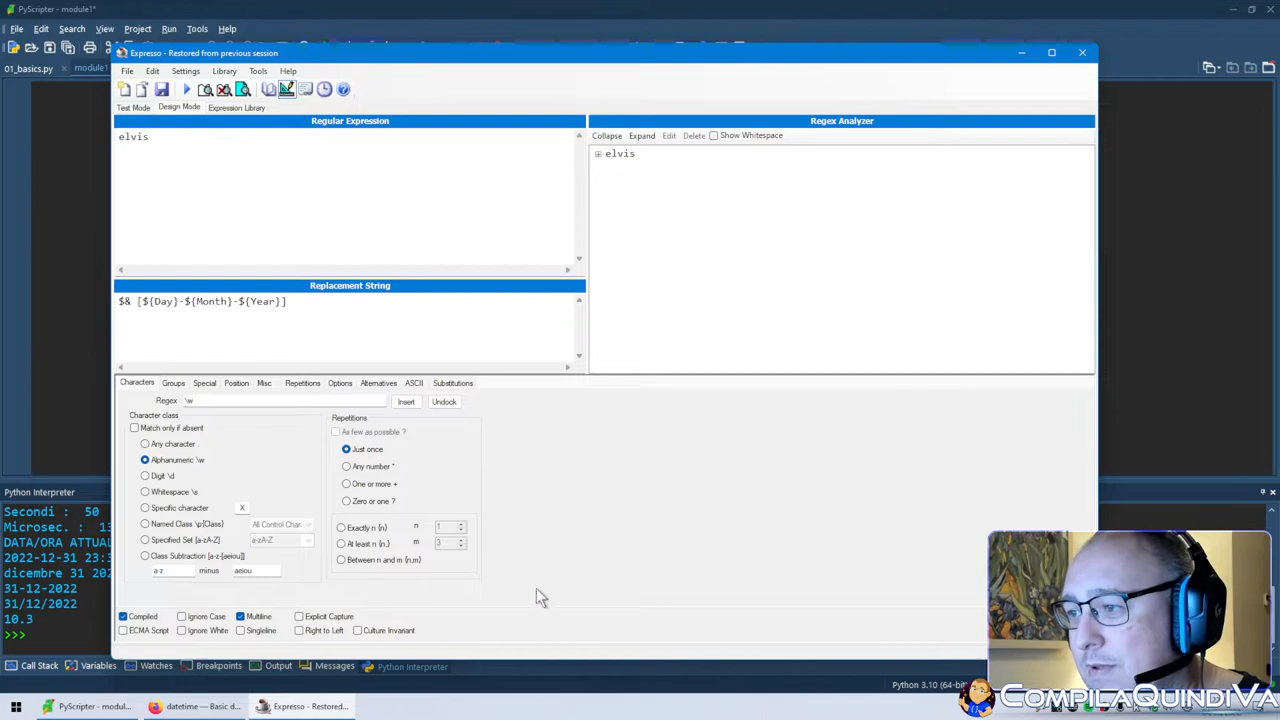 PyScripter - module1*
File Edit Search View Project Run Tools Help
01_basis.py module1
Expresso - Restored from previous session
File Edit Settings Library Tools Help
Test Mode Design Mode Expression Library
Regular Expression
elvis
Regex Analyzer
Collapse Expand Edit Delete Show Whitespace
elvis
Replacement String
$& [${Day}-${Month}-${Year}]
Characters Groups Special Position Misc Repetitions Options Alternatives ASCII Substitutions
Regex \w Insert Undock
Character class
Match only if absent
Any character .
Alphanumeric \w
Digit \d
Whitespace \s
Specific character X
Named Class \p{Class} All Control Char
Specified Set [a-zA-Z] a-zA-Z
Class Subtraction [a-z-[aeiou]]
a-z minus aeiou
Repetitions
As few as possible ?
Just once
Any number *
One or more +
Zero or one ?
Exactly n {n} n 1
At least n {n,} m 3
Between n and m {n,m}
Compiled Ignore Case Multiline Explicit Capture
ECMA Script Ignore White Singleline Right to Left Culture Invariant
Python Interpreter
Secondi : 50
Microsec. : 13
DATA/ORA ATTUAL
2022-12-31 23:3
dicembre 31 202
31-12-2022
31/12/2022
10.3
>>>
Call Stack Variables Watches Breakpoints Output Messages Python Interpreter
Python 3.10 (64-bit)
PyScripter - modul... datetime — Basic d... Expresso - Restored...
COMPILAQUINDIVA